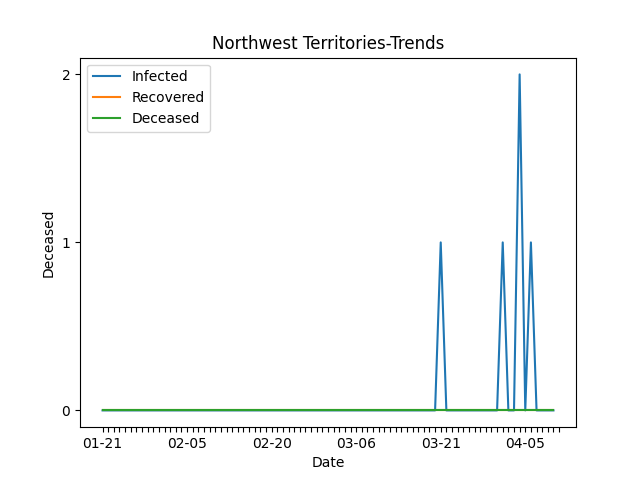 Northwest Territories-Trends
Infected
Recovered
Deceased
2
1
0
Deceased
01-21 02-05 02-20 03-06 03-21 04-05
Date